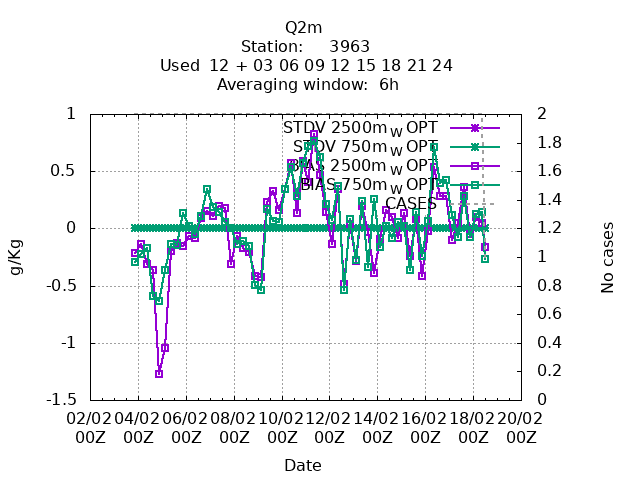 Q2m
Station: 3963
Used 12 + 03 06 09 12 15 18 21 24
Averaging window: 6h
STDV 2500m w OPT
STDV 750m w OPT
BIAS 2500m w OPT
BIAS 750m w OPT
CASES
1
0.5
0
-0.5
-1
-1.5
g/Kg
2
1.8
1.6
1.4
1.2
1
0.8
0.6
0.4
0.2
0
No cases
02/02 04/02 06/02 08/02 10/02 12/02 14/02 16/02 18/02 20/02
00Z 00Z 00Z 00Z 00Z 00Z 00Z 00Z 00Z 00Z
Date